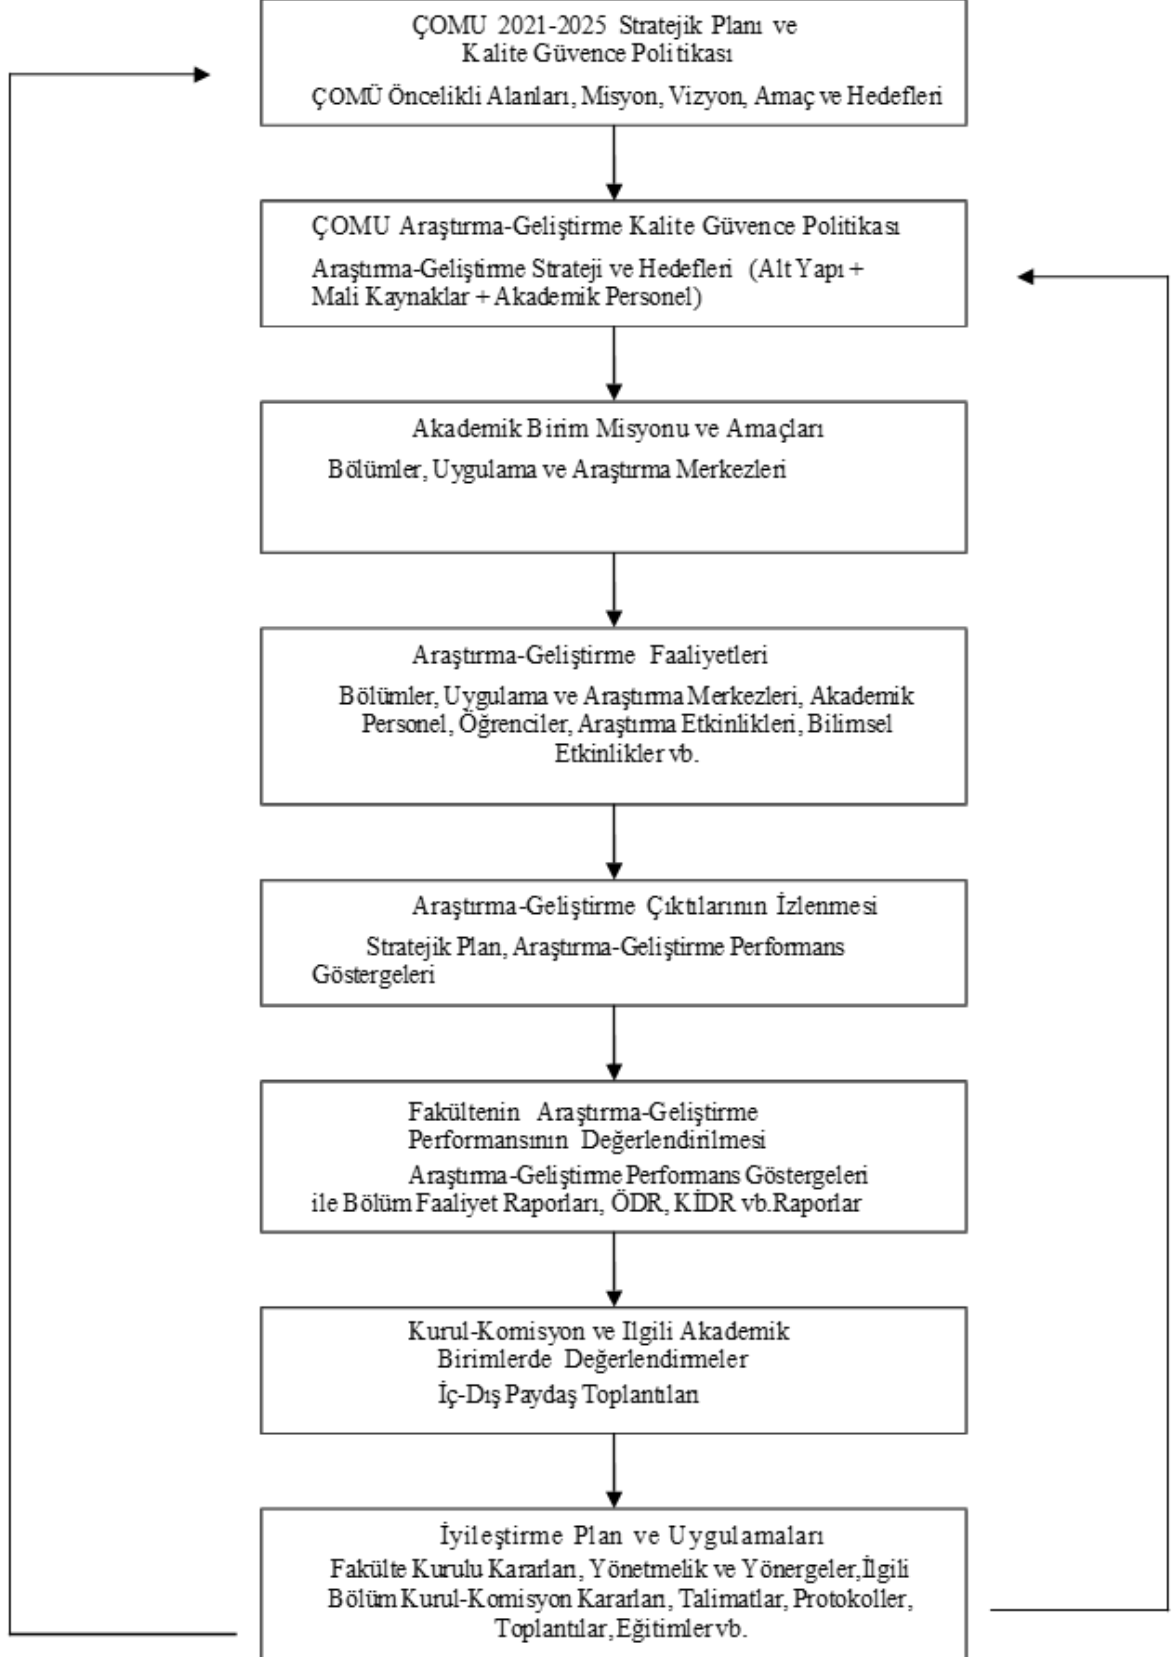 ÇOMU 2021-2025 Stratejik Planı ve
Kalite Güvence Politikası
ÇOMÜ Öncelikli Alanları, Misyon, Vizyon, Amaç ve Hedefleri
ÇOMU Araştırma-Geliştirme Kalite Güvence Politikası
Araştırma-Geliştirme Strateji ve Hedefleri (Alt Yapı +
Mali Kaynaklar + Akademik Personel)
Akademik Birim Misyonu ve Amaçları
Bölümler, Uygulama ve Araştırma Merkezleri
Araştırma-Geliştirme Faaliyetleri
Bölümler, Uygulama ve Araştırma Merkezleri, Akademik
Personel, Öğrenciler, Araştırma Etkinlikleri, Bilimsel
Etkinlikler vb.
Araştırma-Geliştirme Çıktılarının İzlenmesi
Stratejik Plan, Araştırma-Geliştirme Performans
Göstergeleri
Fakültenin Araştırma-Geliştirme
Performansının Değerlendirilmesi
Araştırma-Geliştirme Performans Göstergeleri
ile Bölüm Faaliyet Raporları, ÖDR, KİDR vb.Raporlar
Kurul-Komisyon ve Ilgili Akademik
Birimlerde Değerlendirmeler
İç-Dış Paydaş Toplantıları
İyileştirme Plan ve Uygulamaları
Fakülte Kurulu Kararları, Yönetmelik ve Yönergeler,İlgili
Bölüm Kurul-Komisyon Kararları, Talimatlar, Protokoller,
Toplantılar,Eğitimler vb.